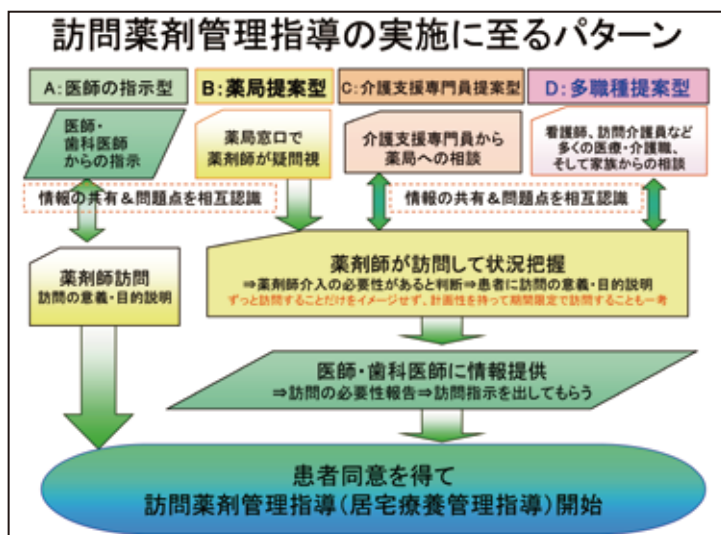 訪問薬剤管理指導の実施に至るパターン
A:医師の指示型
B:薬局提案型
C:介護支援専門員提案型
D:多職種提案型
医師・
歯科医師
からの指示
薬局窓口で
薬剤師が疑問視
介護支援専門員から
薬局への相談
看護師、訪問介護員など
多くの医療・介護職、
そして家族からの相談
情報の共有&問題点を相互認識
情報の共有&問題点を相互認識
薬剤師訪問
訪問の意義・目的説明
薬剤師が訪問して状況把握
⇒薬剤師介入の必要性があると判断⇒患者に訪問の意義・目的説明
ずっと訪問することだけをイメージせず、計画性を持って期間限定で訪問することも一考
医師・歯科医師に情報提供
⇒訪問の必要性報告⇒訪問指示を出してもらう
患者同意を得て
訪問薬剤管理指導(居宅療養管理指導)開始